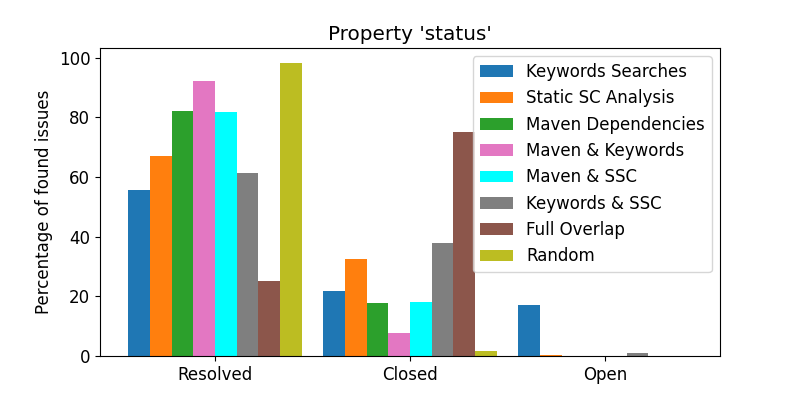 Property 'status'
Percentage of found issues
100
80
60
40
20
0
Keywords Searches
Static SC Analysis
Maven Dependencies
Maven & Keywords
Maven & SSC
Keywords & SSC
Full Overlap
Random
Resolved
Closed
Open